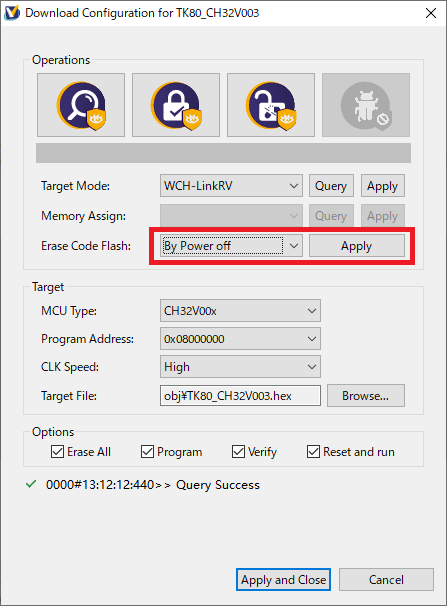 Download Configuration for TK80_CH32V003
Operations
Target Mode: WCH-LinkRV Query Apply
Memory Assign: Query Apply
Erase Code Flash: By Power off Apply
Target
MCU Type: CH32V00x
Program Address: 0x08000000
CLK Speed: High
Target File: obj¥TK80_CH32V003.hex Browse...
Options
Erase All Program Verify Reset and run
0000#13:12:12:440>> Query Success
Apply and Close Cancel